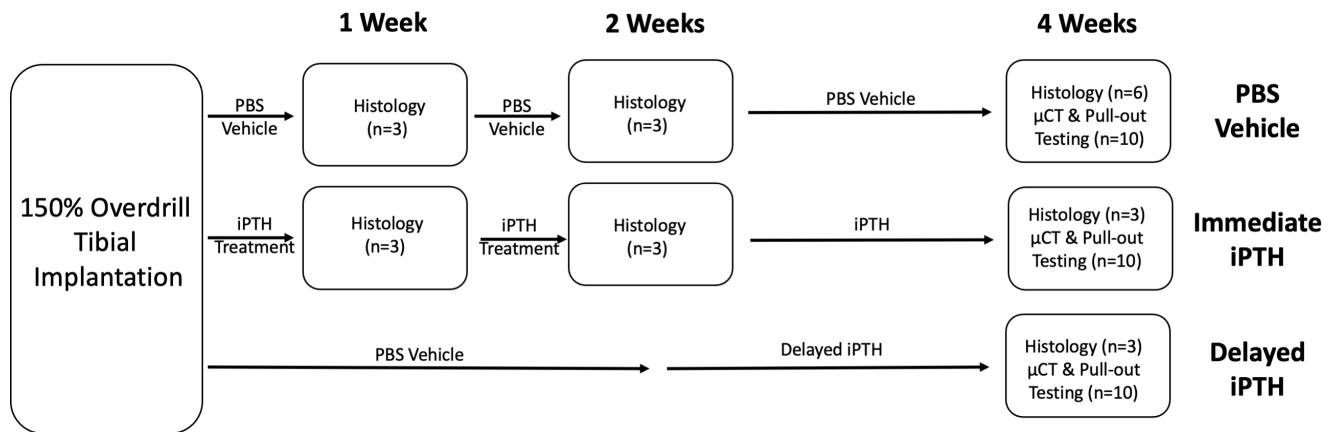 1 Week
2 Weeks
4 Weeks
150% Overdrill
Tibial
Implantation
PBS
Vehicle
Histology
(n=3)
PBS
Vehicle
Histology
(n=3)
PBS Vehicle
Histology (n=6)
µCT & Pull-out
Testing (n=10)
PBS
Vehicle
iPTH
Treatment
Histology
(n=3)
iPTH
Treatment
Histology
(n=3)
iPTH
Histology (n=3)
µCT & Pull-out
Testing (n=10)
Immediate
iPTH
PBS Vehicle
Delayed iPTH
Histology (n=3)
µCT & Pull-out
Testing (n=10)
Delayed
iPTH